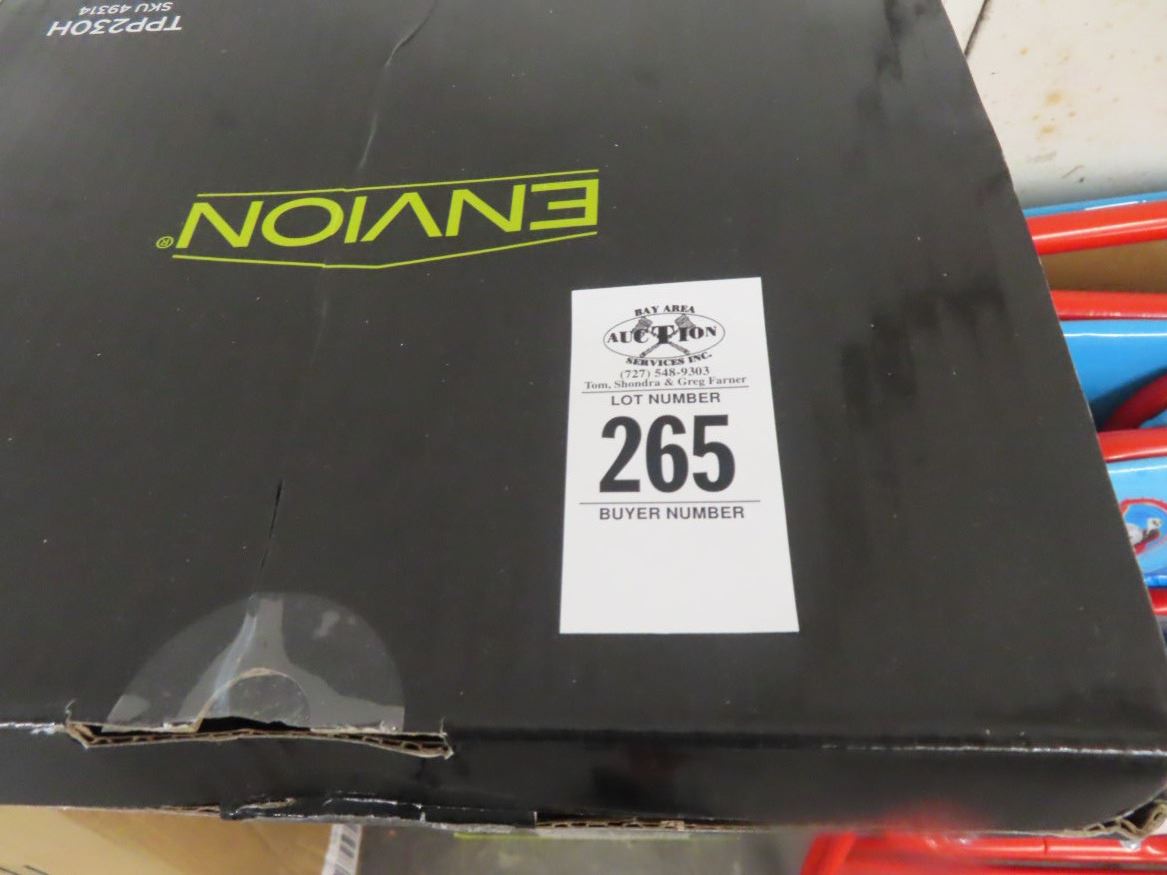 TPP230H
SKU 49314
ENVION®
BAY AREA
AUCTION
SERVICES INC.
(727) 548-9303
Tom, Shondra & Greg Farner
LOT NUMBER
265
BUYER NUMBER